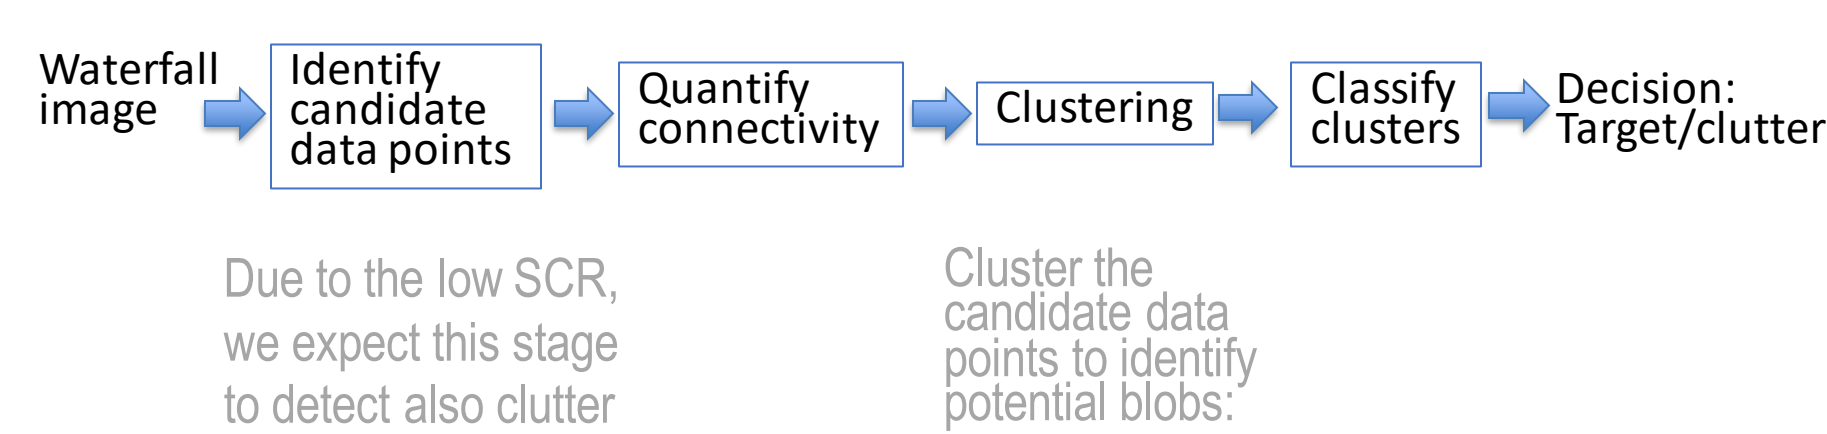 Waterfall
image
Identify
candidate
data points
Quantify
connectivity
Clustering
Classify
clusters
Decision:
Target/clutter
Due to the low SCR,
we expect this stage
to detect also clutter
Cluster the
candidate data
points to identify
potential blobs: